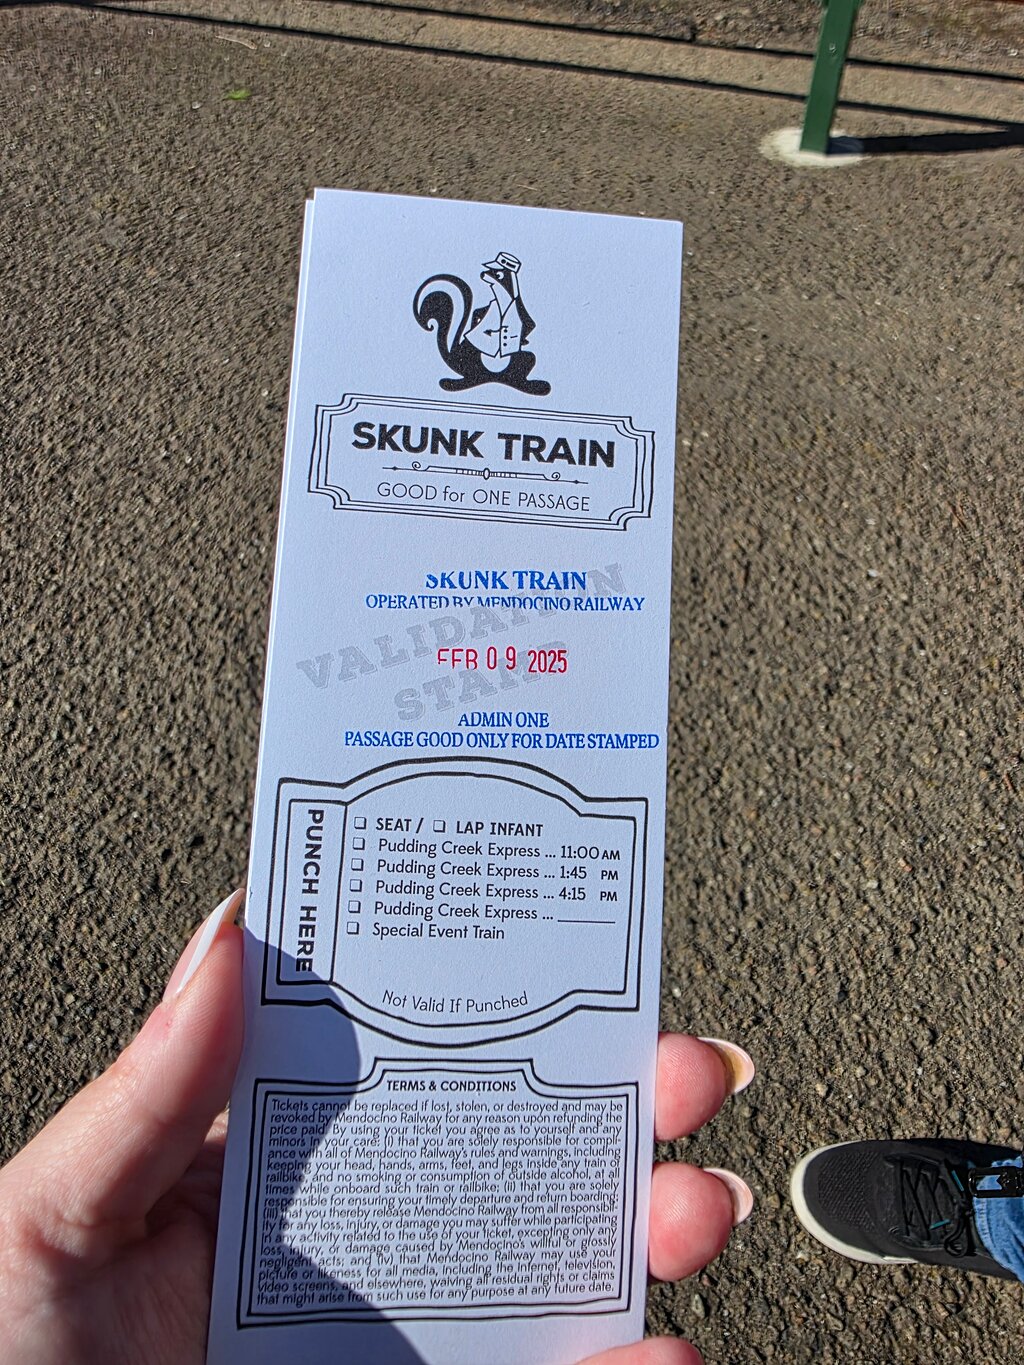 SKUNK TRAIN
GOOD for ONE PASSAGE
SKUNK TRAIN
OPERATED BY MENDOCINO RAILWAY
VALIDATION
STAMP
FEB 09 2025
ADMIN ONE
PASSAGE GOOD ONLY FOR DATE STAMPED
PUNCH HERE
❏ SEAT / ❏ LAP INFANT
❏ Pudding Creek Express ... 11:00 AM
❏ Pudding Creek Express ... 1:45 PM
❏ Pudding Creek Express ... 4:15 PM
❏ Pudding Creek Express ... ______
❏ Special Event Train
Not Valid If Punched
TERMS & CONDITIONS
Tickets cannot be replaced if lost, stolen, or destroyed and may be
revoked by Mendocino Railway for any reason upon refunding the
price paid. By using your ticket you agree as to yourself and any
minors in your care: (i) that you are solely responsible for compli-
ance with all of Mendocino Railway's rules and warnings, including
keeping your head, hands, arms, feet, and legs inside any train or
railbike, and no smoking or consumption of outside alcohol, at all
times while onboard such train or railbike; (ii) that you are solely
responsible for ensuring your timely departure and return boarding;
(iii) that you thereby release Mendocino Railway from all responsibil-
ity for any loss, injury, or damage you may suffer while participating
in any activity related to the use of your ticket, excepting only any
loss, injury, or damage caused by Mendocino's willful or grossly
negligent acts; and (iv) that Mendocino Railway may use your
picture or likeness for all media, including the Internet, television,
video screens, and elsewhere, waiving all residual rights or claims
that might arise from such use for any purpose at any future date.